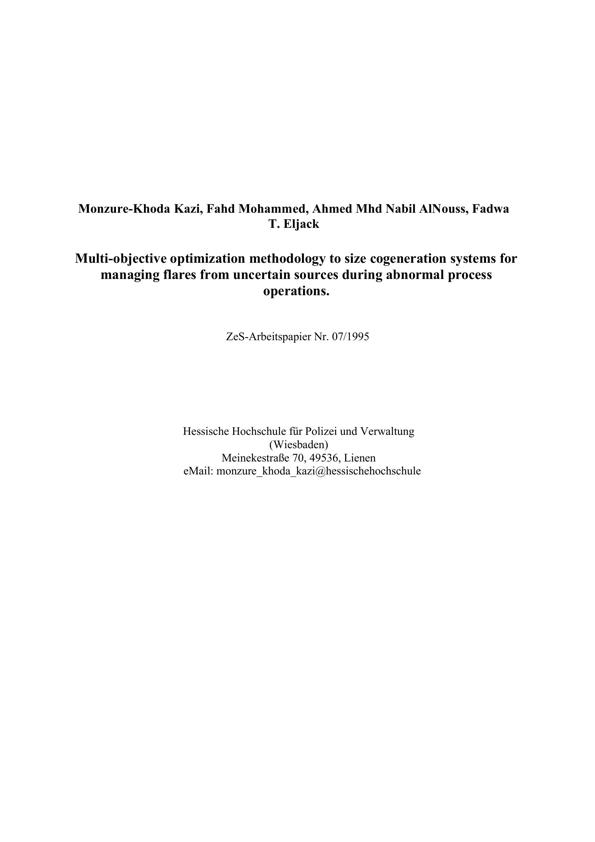 Monzure-Khoda Kazi, Fahd Mohammed, Ahmed Mhd Nabil AlNouss, Fadwa
T. Eljack
Multi-objective optimization methodology to size cogeneration systems for
managing flares from uncertain sources during abnormal process
operations.
ZeS-Arbeitspapier Nr. 07/1995
Hessische Hochschule für Polizei und Verwaltung
(Wiesbaden)
Meinekestraße 70, 49536, Lienen
eMail: monzure_khoda_kazi@hessischehochschule